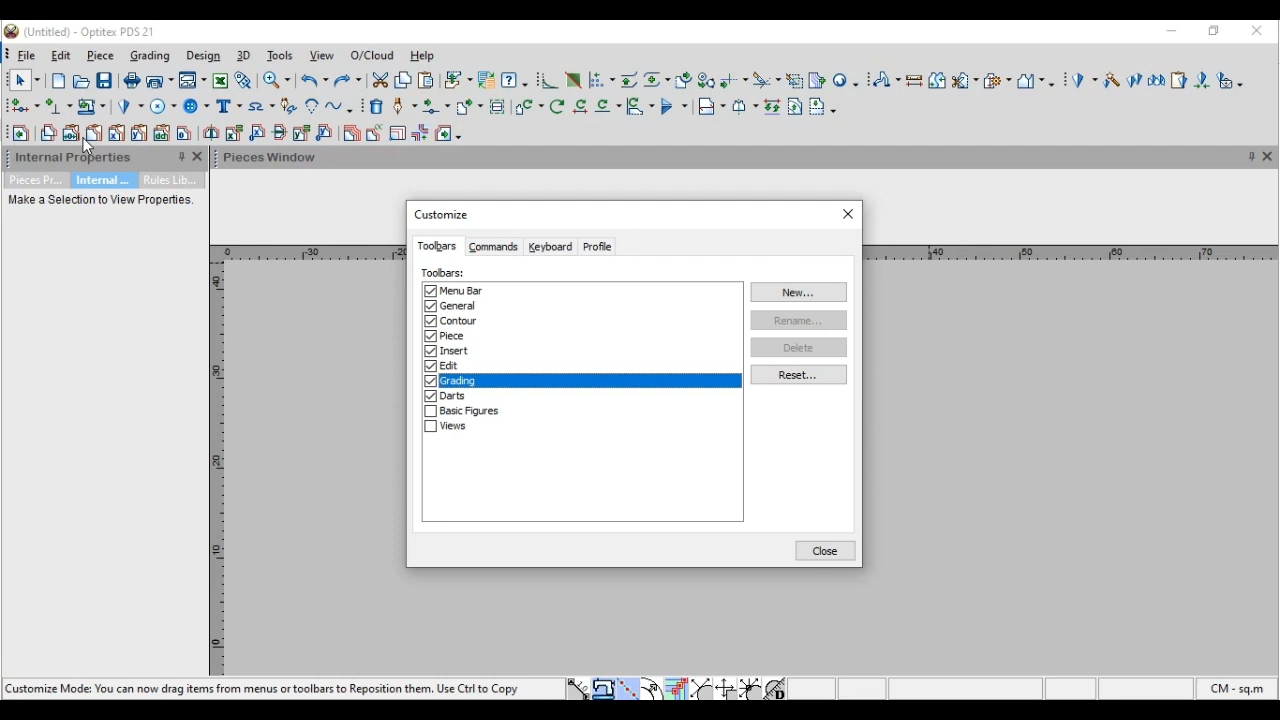 (Untitled) - Optitex PDS 21
File Edit Piece Grading Design 3D Tools View O/Cloud Help
Internal Properties
Pieces Window
Pieces Pr... Internal ... Rules Lib...
Make a Selection to View Properties.
Customize
Toolbars Commands Keyboard Profile
Toolbars:
Menu Bar
General
Contour
Piece
Insert
Edit
Grading
Darts
Basic Figures
Views
New...
Rename...
Delete
Reset...
Close
Customize Mode: You can now drag items from menus or toolbars to Reposition them. Use Ctrl to Copy
CM - sq.m